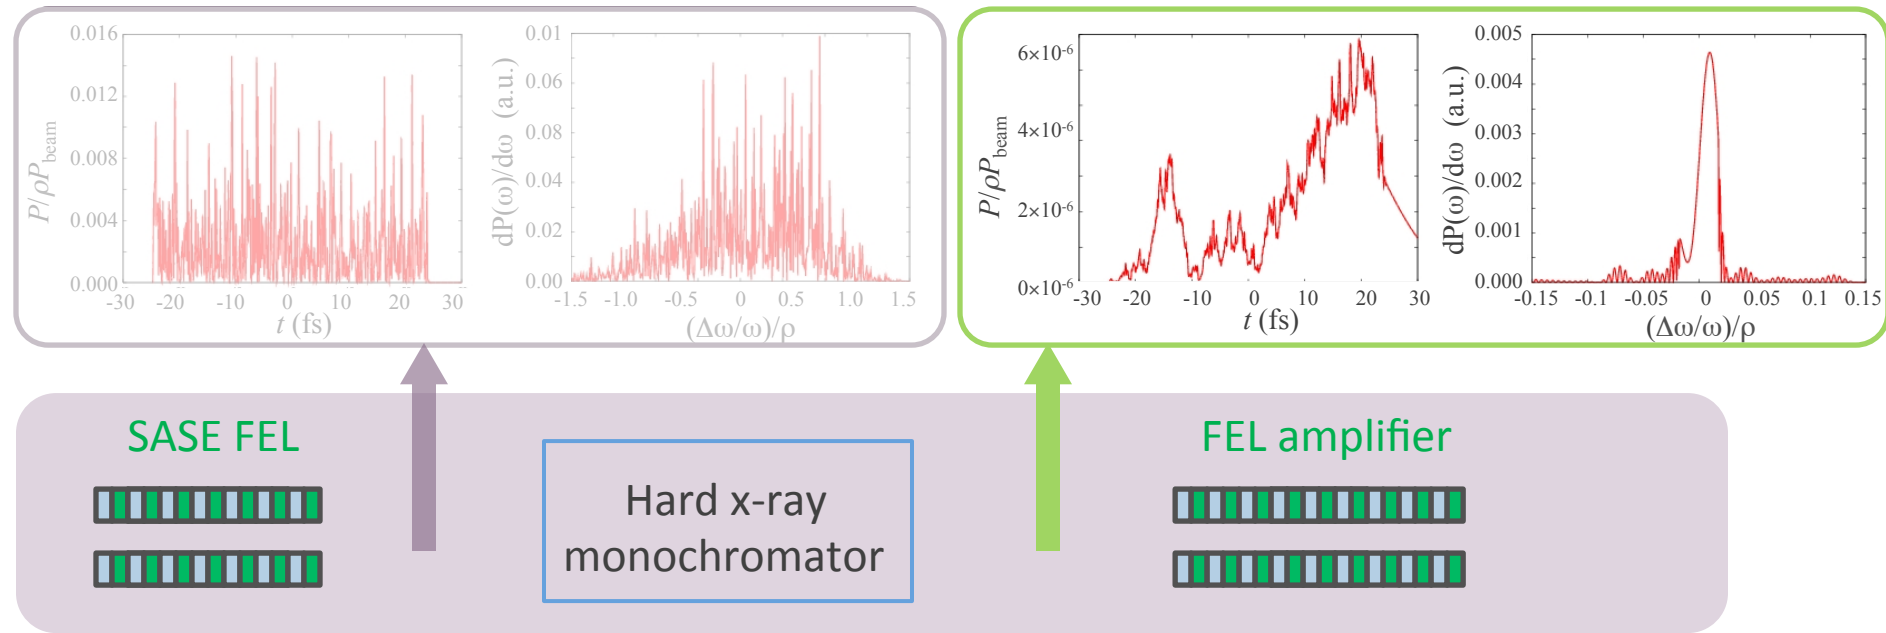 0.016
0.012
0.008
0.004
0.000
P/ρP_beam
-30 -20 -10 0 10 20 30
t (fs)
0.01
0.06
0.08
0.04
0.02
0.00
dP(ω)/dω (a.u.)
-1.5 -1.0 -0.5 0 0.5 1.0 1.5
(Δω/ω)/ρ
6×10⁻⁶
4×10⁻⁶
2×10⁻⁶
0×10⁻⁶
P/ρP_beam
-30 -20 -10 0 10 20 30
t (fs)
0.005
0.004
0.003
0.002
0.001
0.000
dP(ω)/dω (a.u.)
-0.15 -0.1 -0.05 0 0.05 0.1 0.15
(Δω/ω)/ρ
SASE FEL
Hard x-ray
monochromator
FEL amplifier